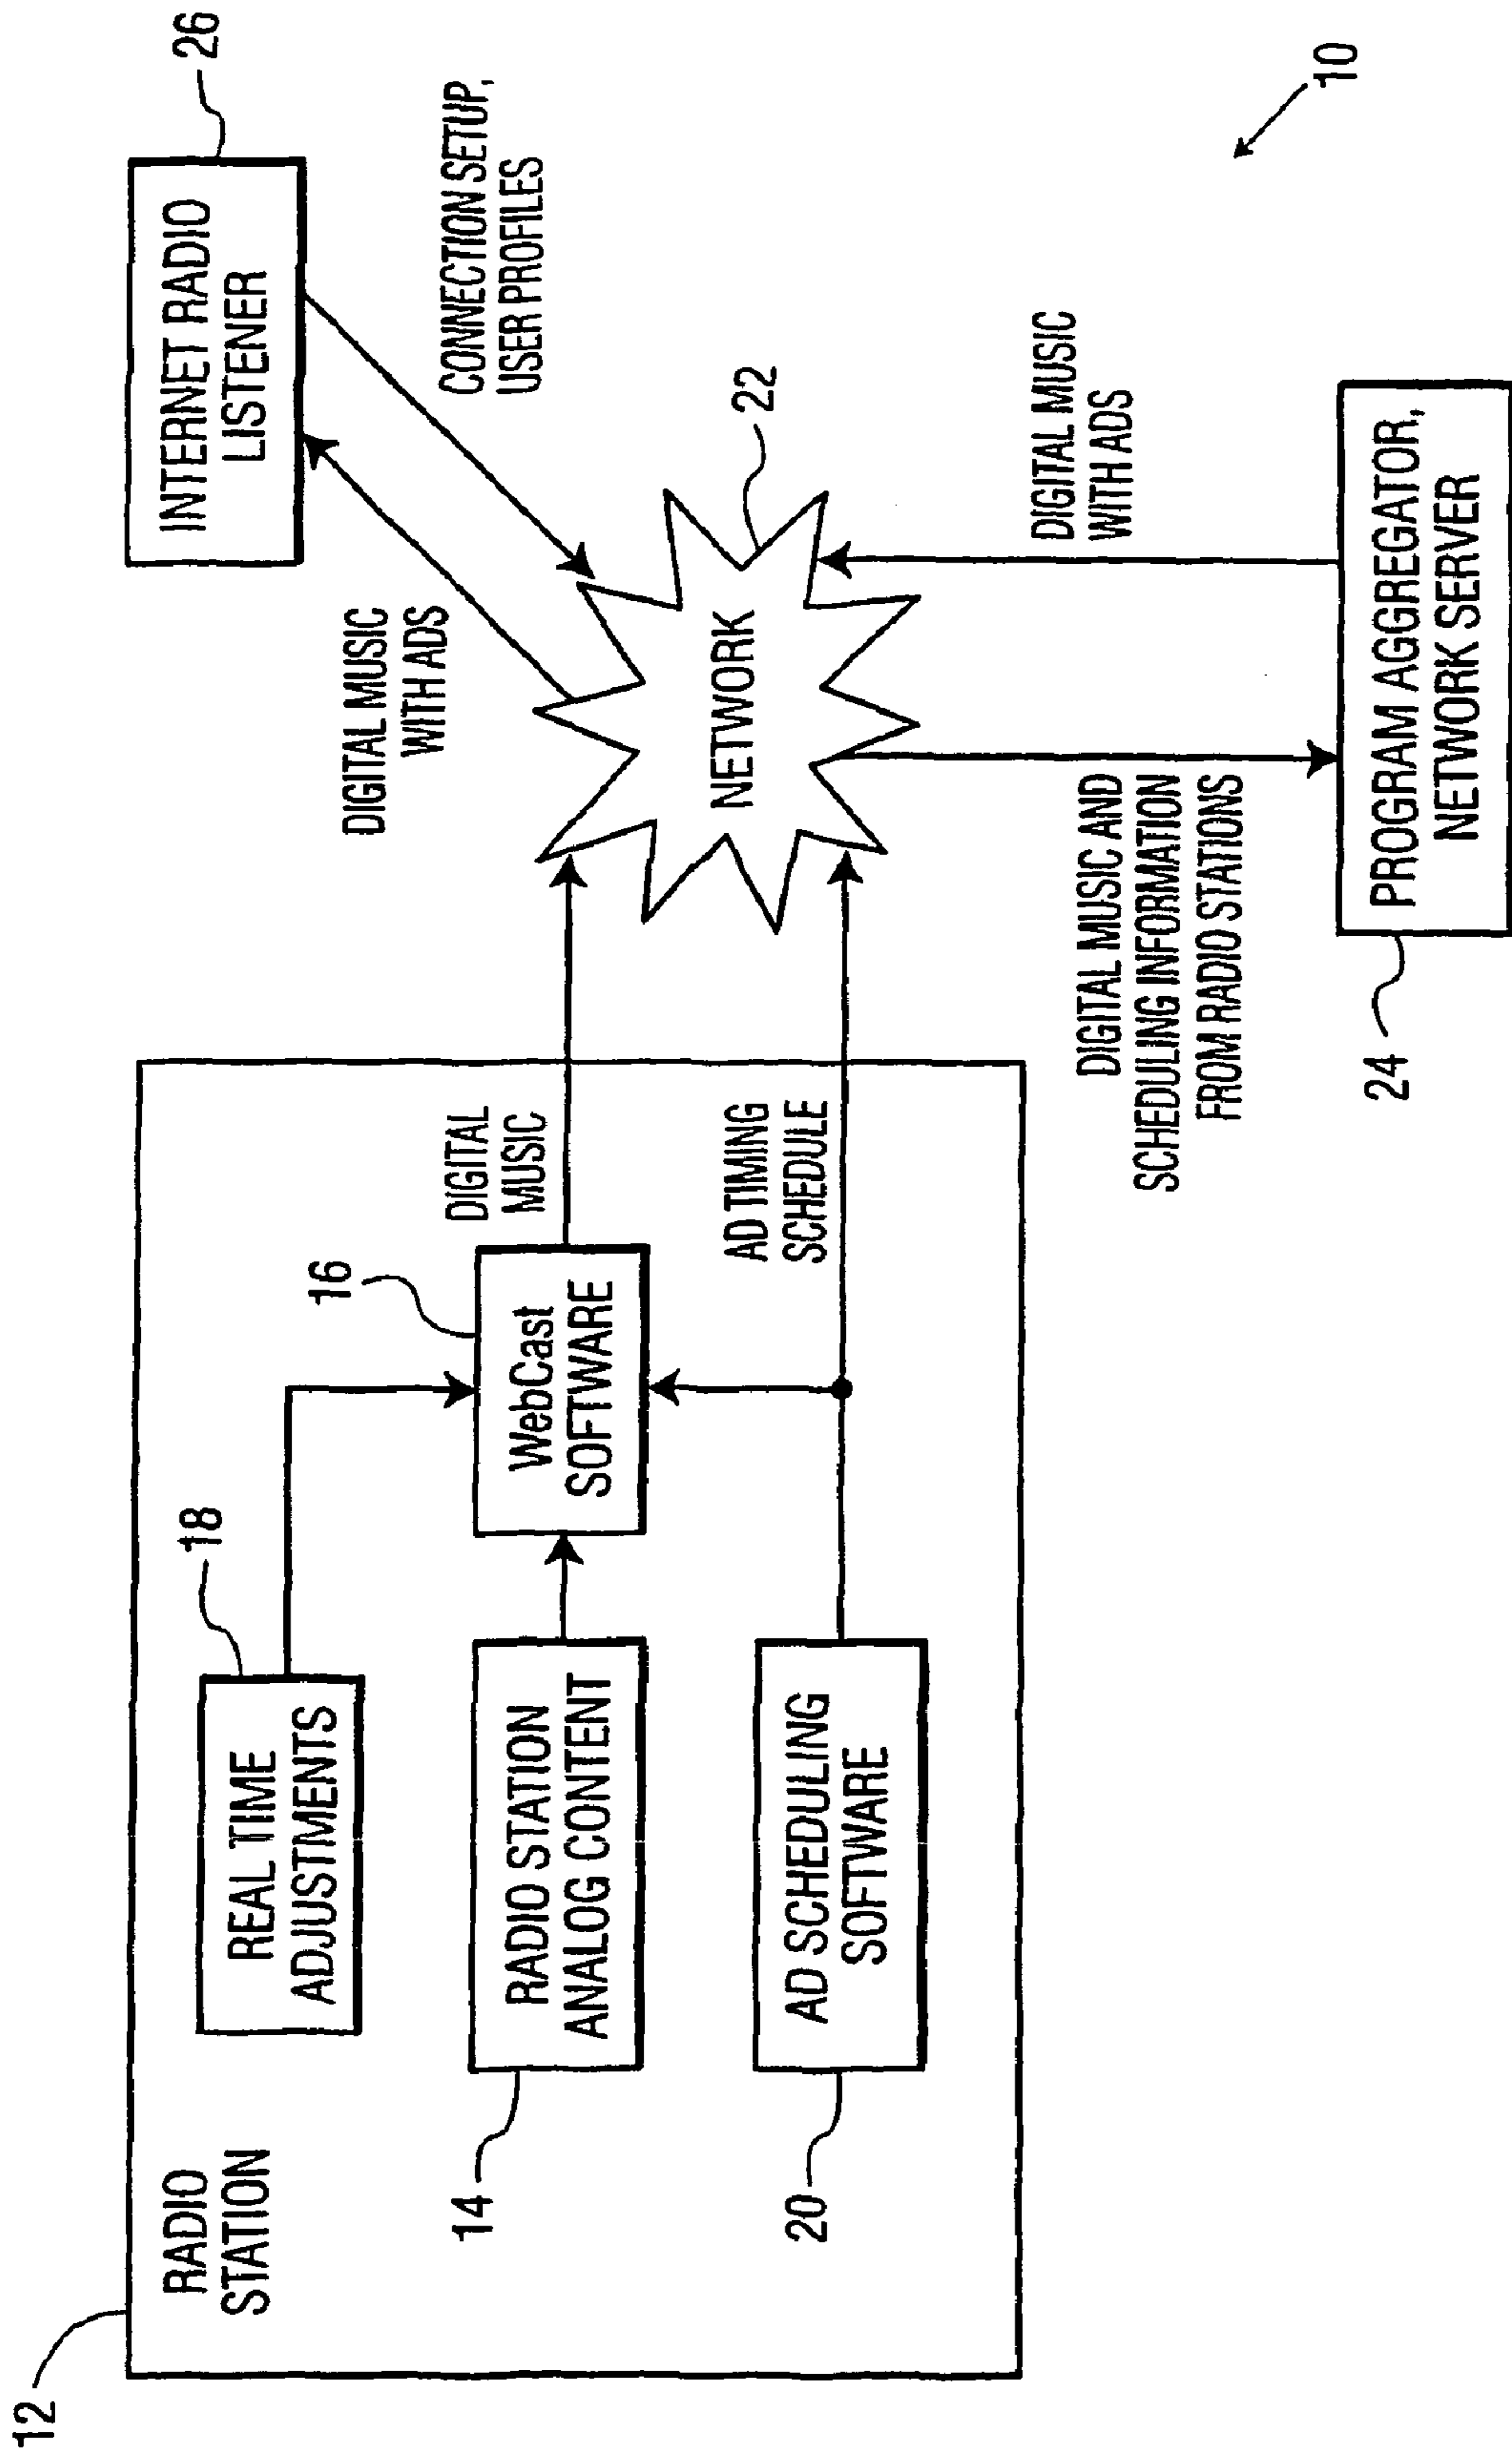 12
RADIO
STATION
REAL TIME
ADJUSTMENTS
18
RADIO STATION
ANALOG CONTENT
14
AD SCHEDULING
SOFTWARE
20
WebCast
SOFTWARE
16
DIGITAL
MUSIC
AD TIMING
SCHEDULE
NETWORK
22
DIGITAL MUSIC
WITH ADS
INTERNET RADIO
LISTENER
26
CONNECTION SETUP,
USER PROFILES
DIGITAL MUSIC AND
SCHEDULING INFORMATION
FROM RADIO STATIONS
DIGITAL MUSIC
WITH ADS
PROGRAM AGGREGATOR,
NETWORK SERVER
24
10